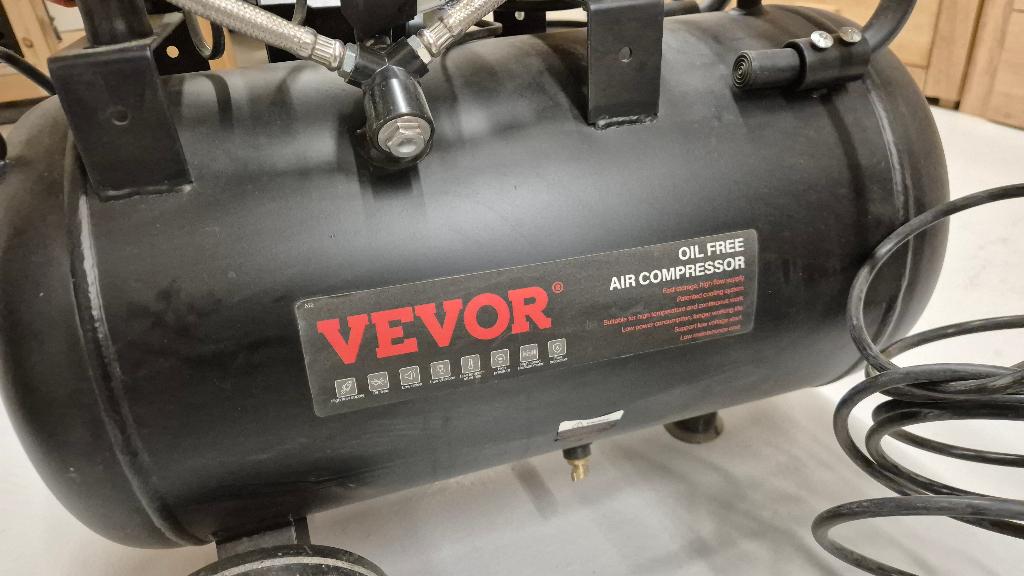 VEVOR®
OIL FREE
AIR COMPRESSOR
Fast storage, high flow supply
Patented cooling system
Suitable for high temperature and continuous work
Low power consumption, longer working life
Support low voltage start
Low maintenance cost